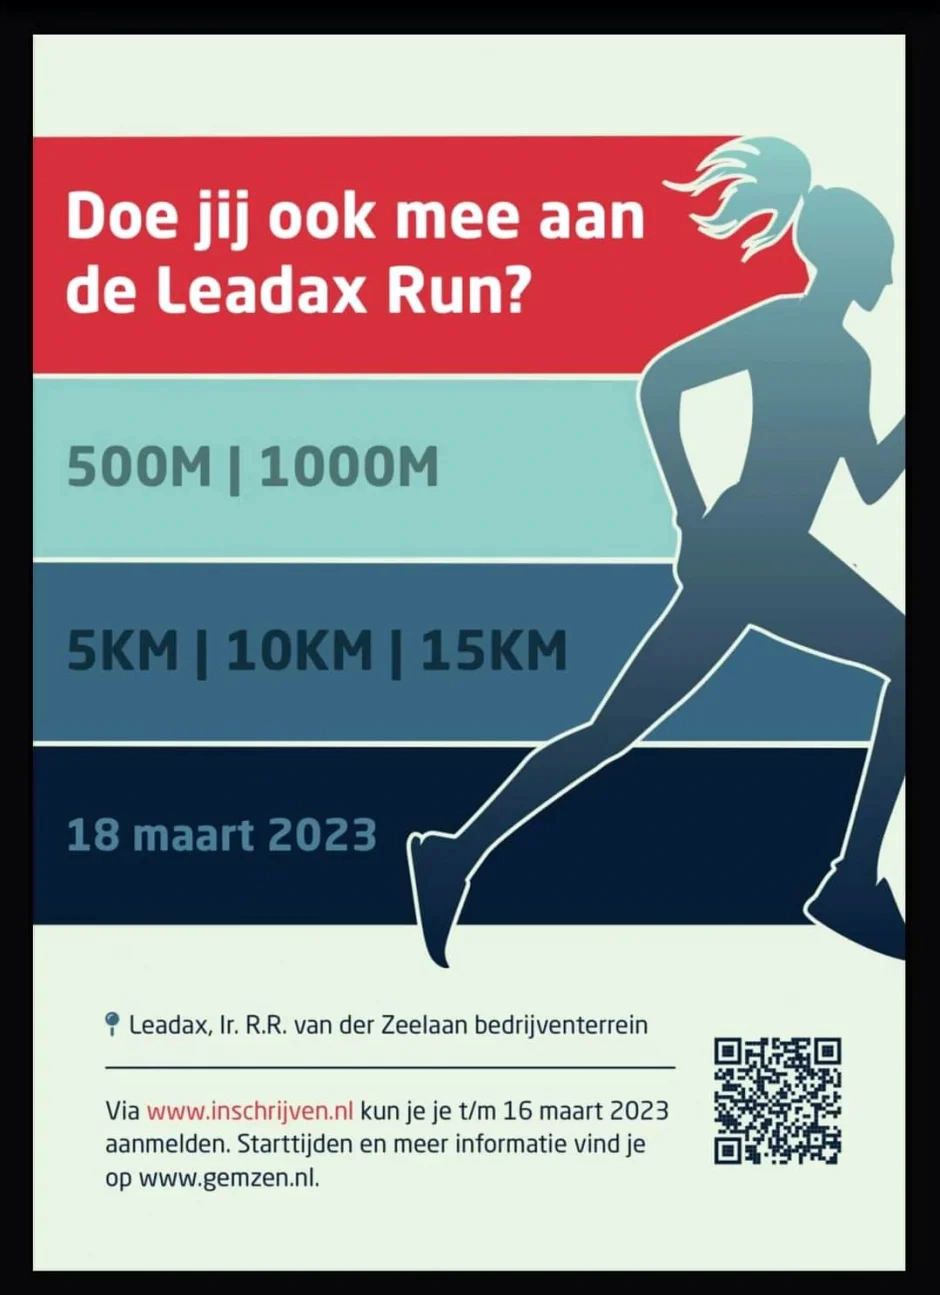 Doe jij ook mee aan
de Leadax Run?
500M | 1000M
5KM | 10KM | 15KM
18 maart 2023
Leadax, Ir. R.R. van der Zeelaan bedrijventerrein
Via www.inschrijven.nl kun je je t/m 16 maart 2023
aanmelden. Starttijden en meer informatie vind je
op www.gemzen.nl.